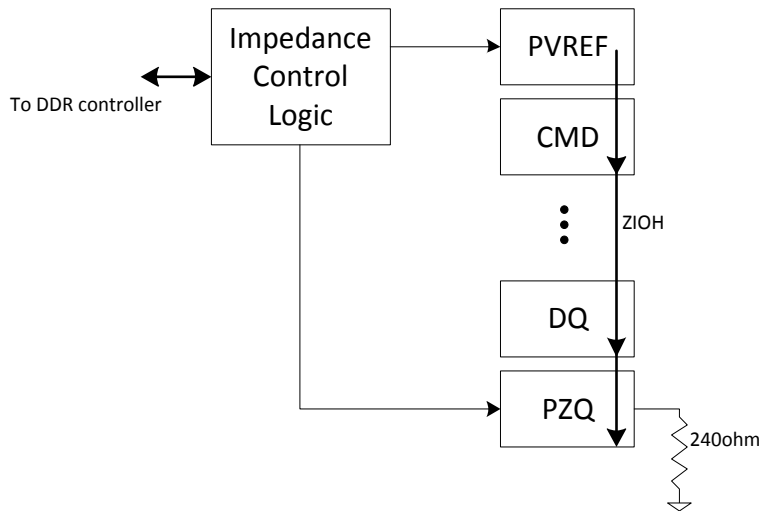 Impedance
Control
Logic
To DDR controller
PVREF
CMD
ZIOH
DQ
PZQ
240ohm